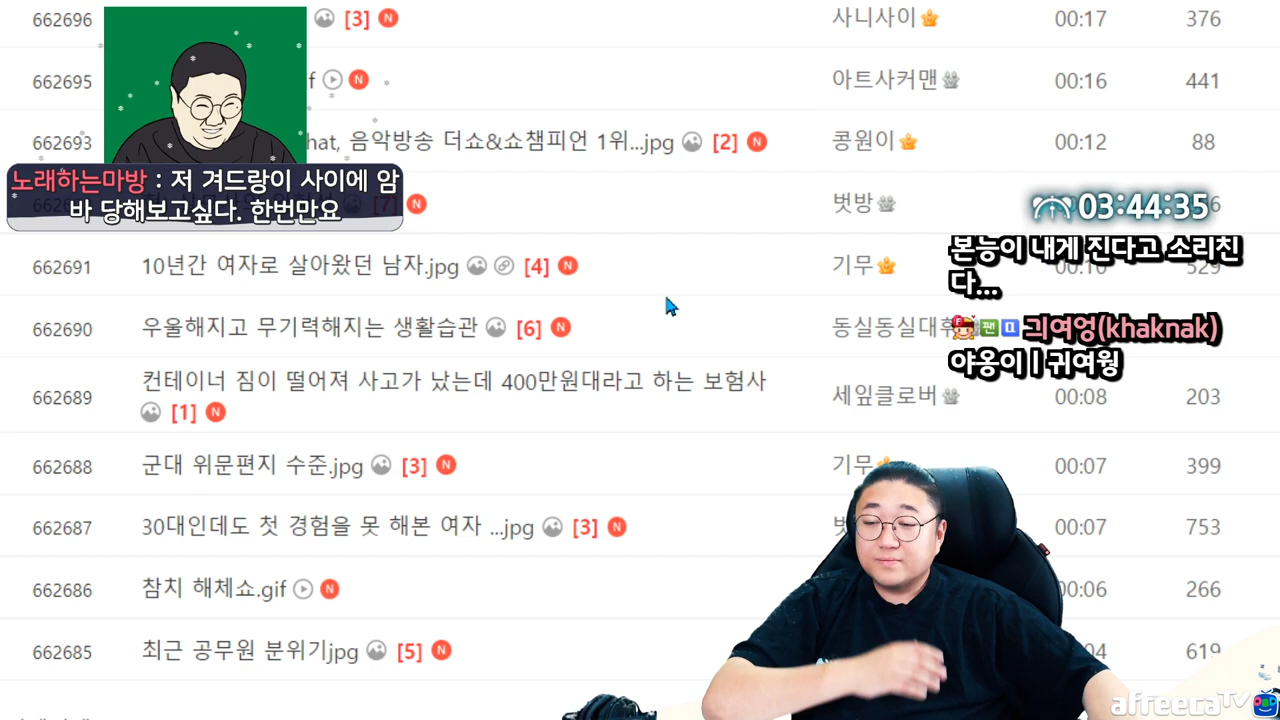 662696 [3] N 사니사이 00:17 376
662695 f N 아트사커맨 00:16 441
662693 hat, 음악방송 더쇼&쇼챔피언 1위...jpg [2] N 콩원이 00:12 88
노래하는마방 : 저 겨드랑이 사이에 암
바 당해보고싶다. 한번만요
[7] N 벗방
03:44:35
본능이 내게 진다고 소리친
다...
662691 10년간 여자로 살아왔던 남자.jpg [4] N 기무 00:10 529
662690 우울해지고 무기력해지는 생활습관 [6] N 동실동실대
팬 긔여영(khaknak)
야옹이 | 귀여웡
662689 컨테이너 짐이 떨어져 사고가 났는데 400만원대라고 하는 보험사
[1] N 세잎클로버 00:08 203
662688 군대 위문편지 수준.jpg [3] N 기무 00:07 399
662687 30대인데도 첫 경험을 못 해본 여자 ...jpg [3] N 00:07 753
662686 참치 해체쇼.gif N 00:06 266
662685 최근 공무원 분위기jpg [5] N 04 619
afreecaTV